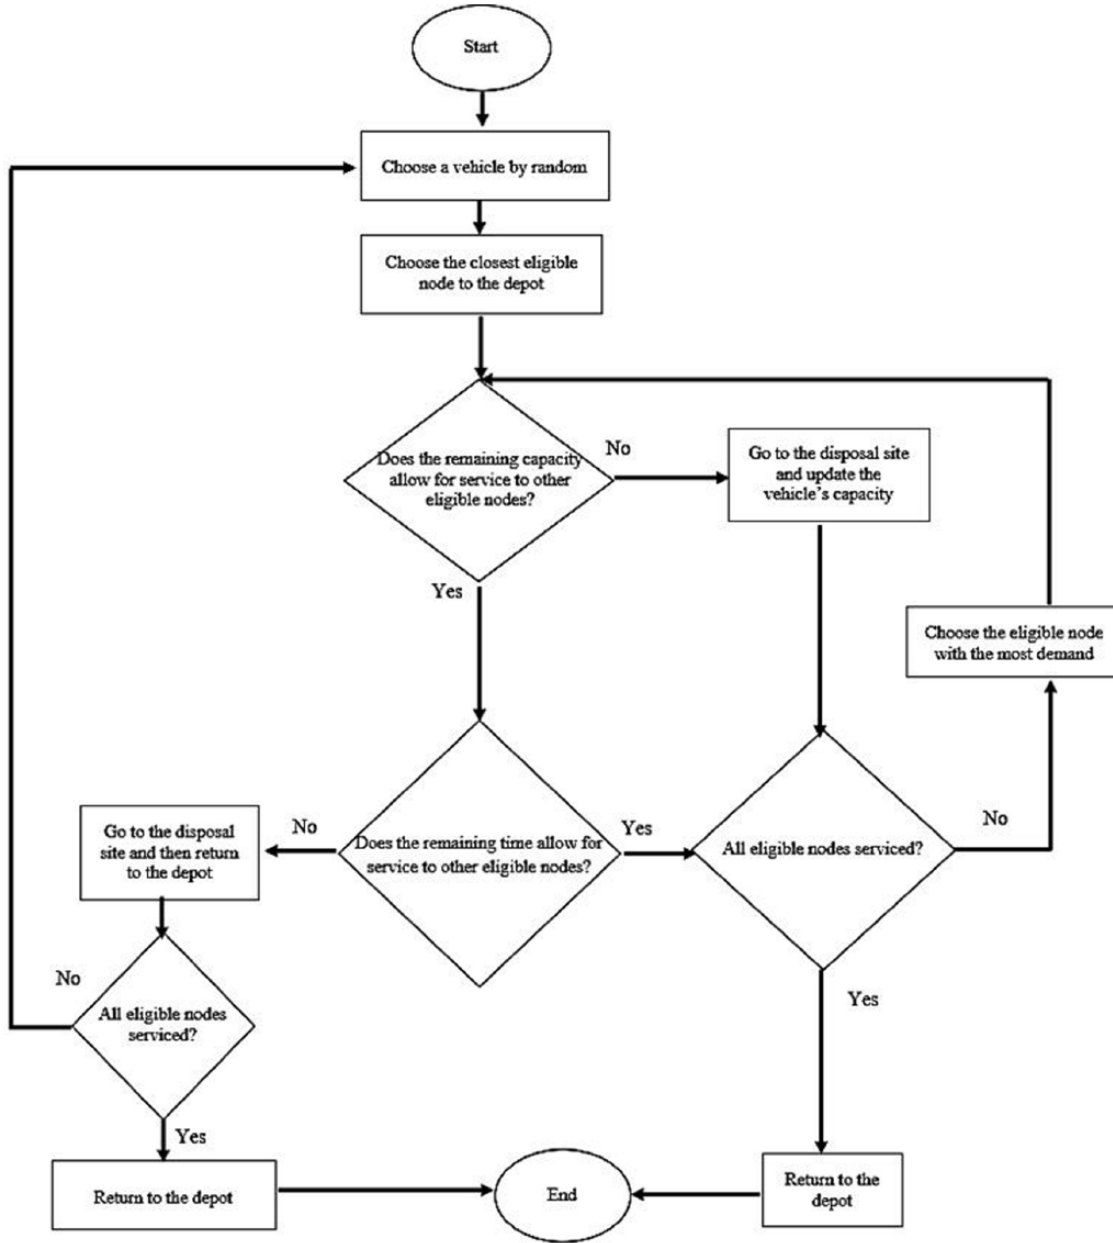 Start
Choose a vehicle by random
Choose the closest eligible
node to the depot
Does the remaining capacity
allow for service to other
eligible nodes?
No
Go to the disposal site
and update the
vehicle's capacity
Yes
Choose the eligible node
with the most demand
Go to the disposal
site and then return
to the depot
No
Does the remaining time allow for
service to other eligible nodes?
Yes
All eligible nodes serviced?
No
No
All eligible nodes
serviced?
Yes
Yes
Return to the depot
End
Return to the
depot